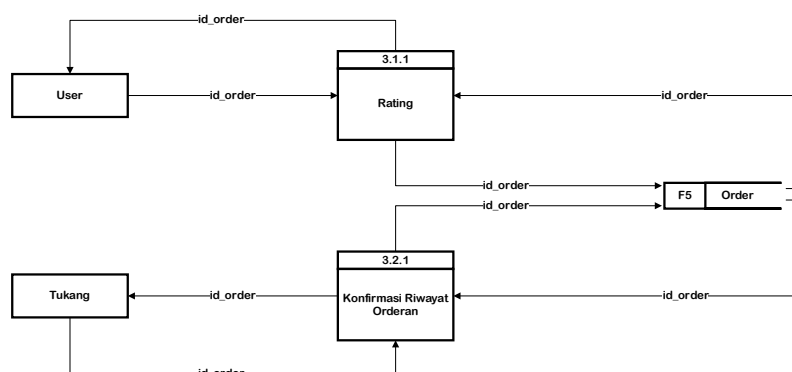 id_order
3.1.1
User
id_order
Rating
id_order
id_order
F5
Order
id_order
3.2.1
Tukang
id_order
Konfirmasi Riwayat
Orderan
id_order
id_order